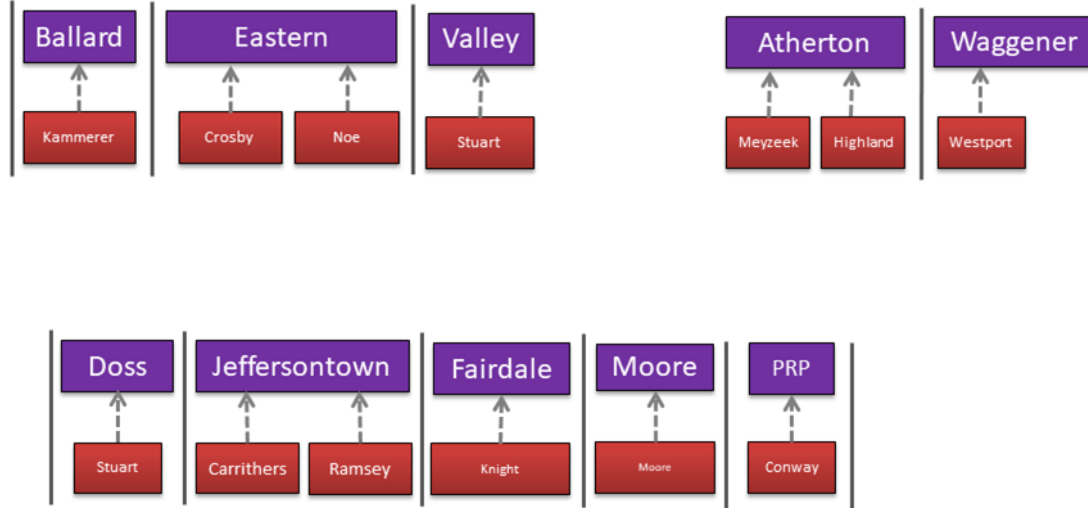 Ballard
Eastern
Valley
Atherton
Waggener
Kammerer
Crosby
Noe
Stuart
Meyzeek
Highland
Westport
Doss
Jeffersontown
Fairdale
Moore
PRP
Stuart
Carrithers
Ramsey
Knight
Moore
Conway